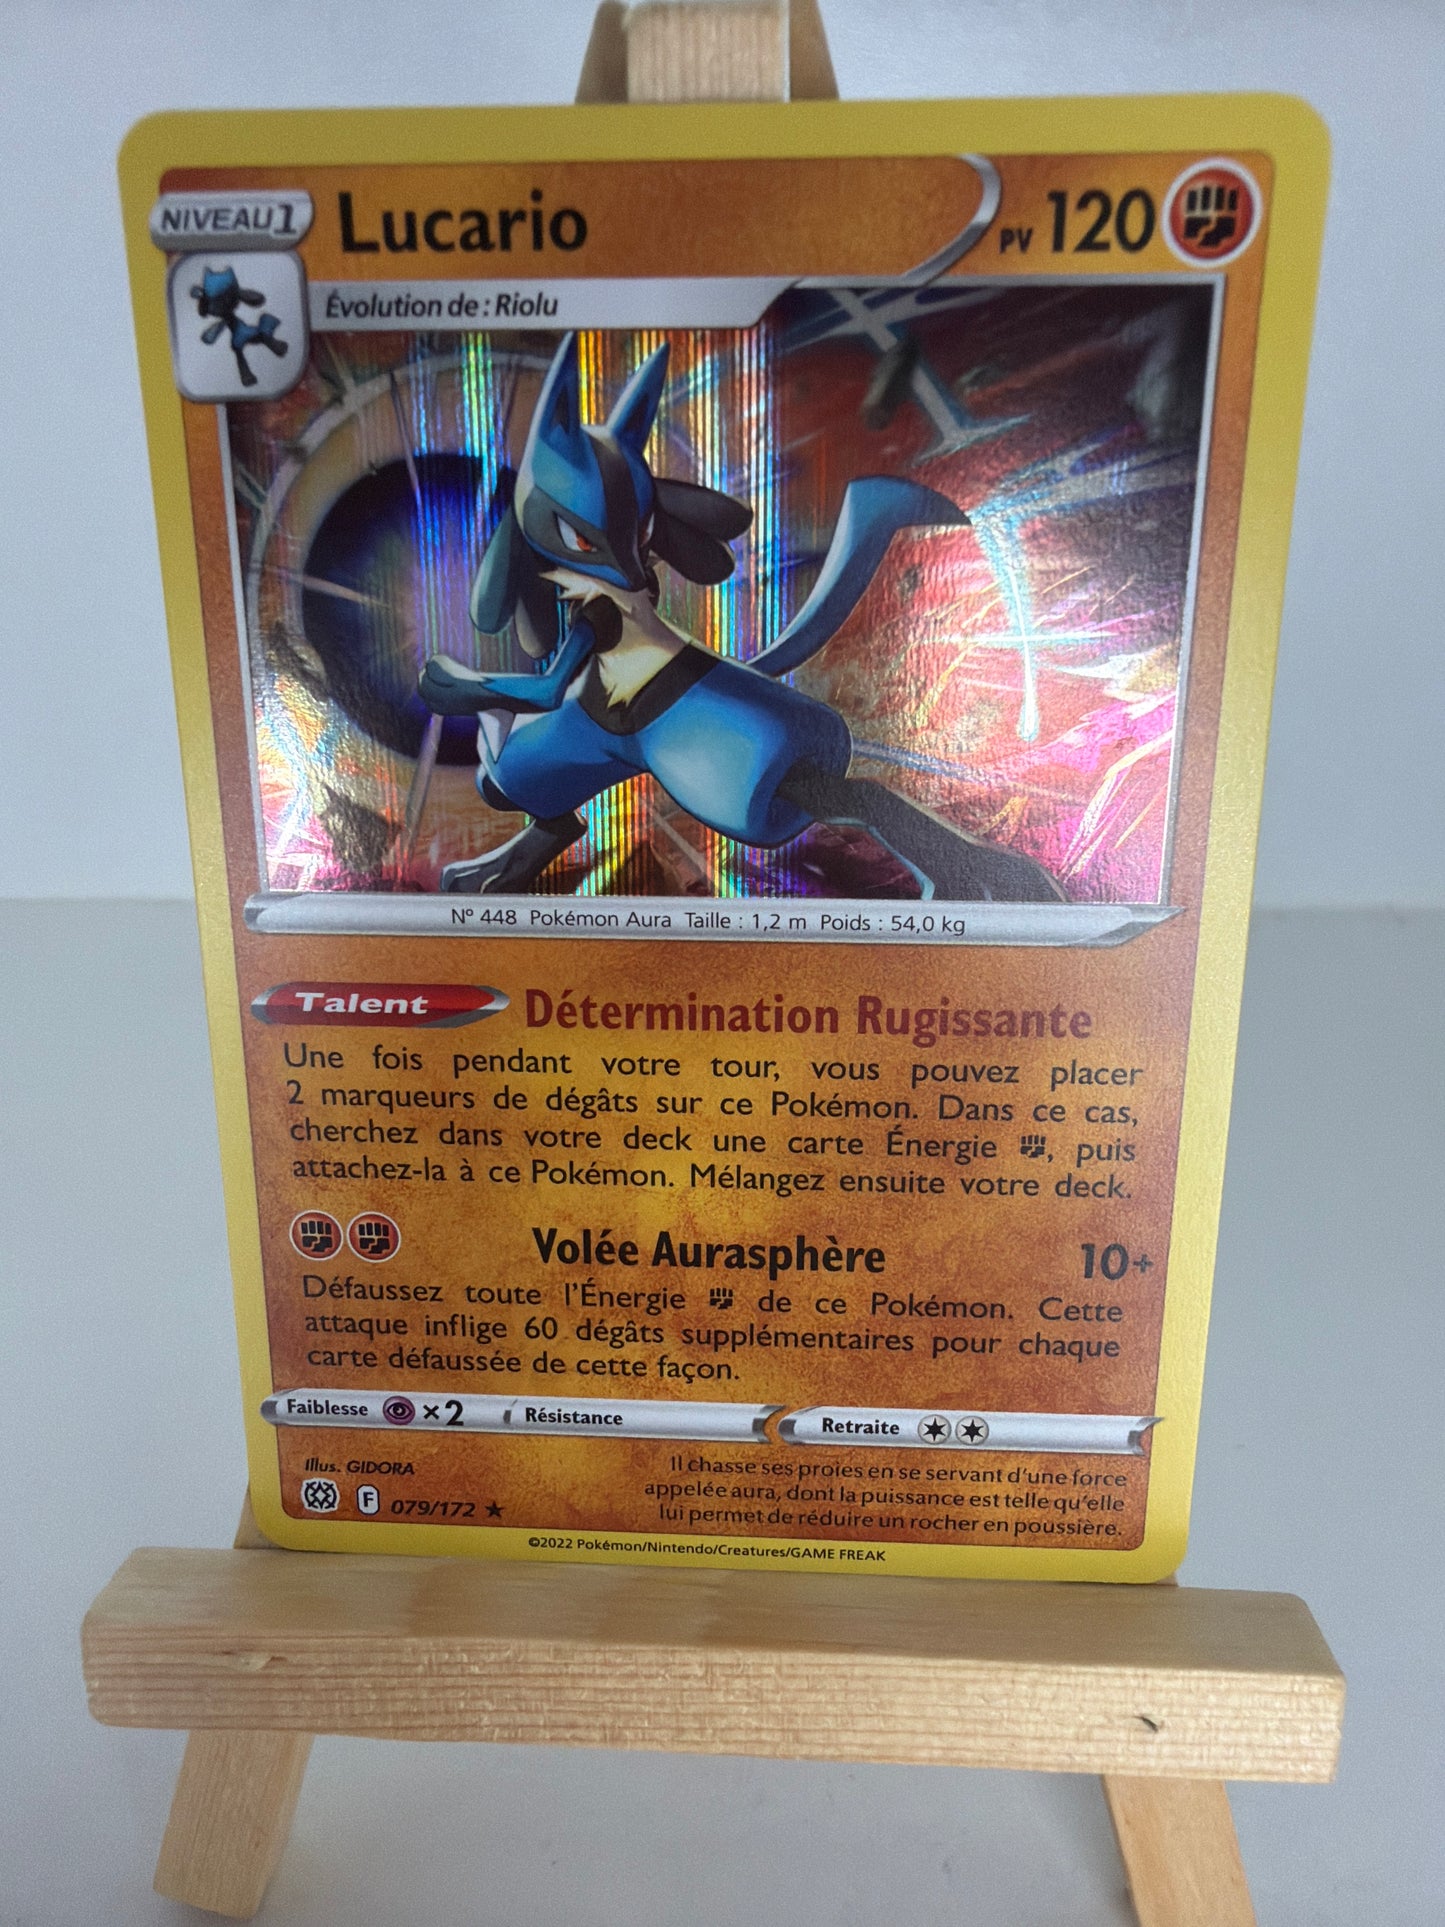 NIVEAU 1 Lucario PV 120
Évolution de : Riolu
N° 448 Pokémon Aura Taille : 1,2 m Poids : 54,0 kg
Talent Détermination Rugissante
Une fois pendant votre tour, vous pouvez placer
2 marqueurs de dégâts sur ce Pokémon. Dans ce cas,
cherchez dans votre deck une carte Énergie , puis
attachez-la à ce Pokémon. Mélangez ensuite votre deck.
Volée Aurasphère 10+
Défaussez toute l'Énergie de ce Pokémon. Cette
attaque inflige 60 dégâts supplémentaires pour chaque
carte défaussée de cette façon.
Faiblesse ×2 Résistance Retraite
Illus. GIDORA
F 079/172 ★
Il chasse ses proies en se servant d'une force
appelée aura, dont la puissance est telle qu'elle
lui permet de réduire un rocher en poussière.
©2022 Pokémon/Nintendo/Creatures/GAME FREAK